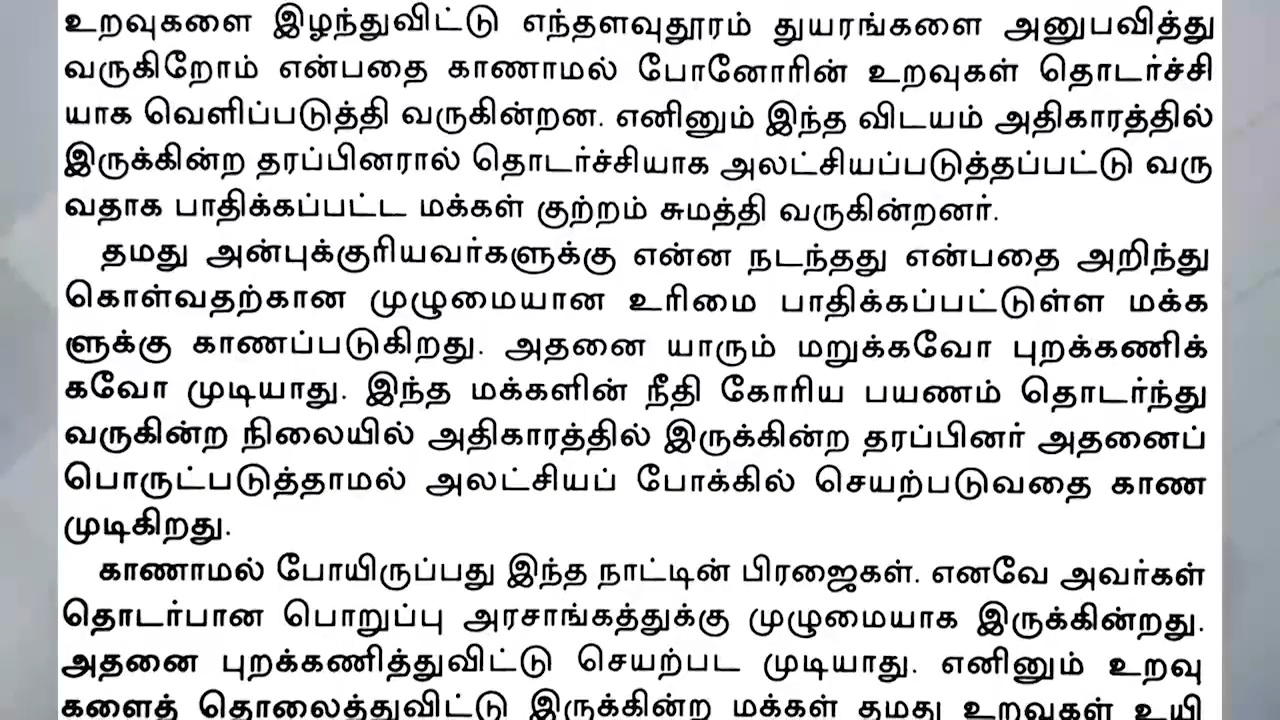 உறவுகளை இழந்துவிட்டு எந்தளவுதூரம் துயரங்களை அனுபவித்து
வருகிறோம் என்பதை காணாமல் போனோரின் உறவுகள் தொடர்ச்சி
யாக வெளிப்படுத்தி வருகின்றன. எனினும் இந்த விடயம் அதிகாரத்தில்
இருக்கின்ற தரப்பினரால் தொடர்ச்சியாக அலட்சியப்படுத்தப்பட்டு வரு
வதாக பாதிக்கப்பட்ட மக்கள் குற்றம் சுமத்தி வருகின்றனர்.
தமது அன்புக்குரியவர்களுக்கு என்ன நடந்தது என்பதை அறிந்து
கொள்வதற்கான முழுமையான உரிமை பாதிக்கப்பட்டுள்ள மக்க
ளுக்கு காணப்படுகிறது. அதனை யாரும் மறுக்கவோ புறக்கணிக்
கவோ முடியாது. இந்த மக்களின் நீதி கோரிய பயணம் தொடர்ந்து
வருகின்ற நிலையில் அதிகாரத்தில் இருக்கின்ற தரப்பினர் அதனைப்
பொருட்படுத்தாமல் அலட்சியப் போக்கில் செயற்படுவதை காண
முடிகிறது.
காணாமல் போயிருப்பது இந்த நாட்டின் பிரஜைகள். எனவே அவர்கள்
தொடர்பான பொறுப்பு அரசாங்கத்துக்கு முழுமையாக இருக்கின்றது.
அதனை புறக்கணித்துவிட்டு செயற்பட முடியாது. எனினும் உறவு
களைத் தொலைத்துவிட்டு இருக்கின்ற மக்கள் தமது உறவுகள் உயி